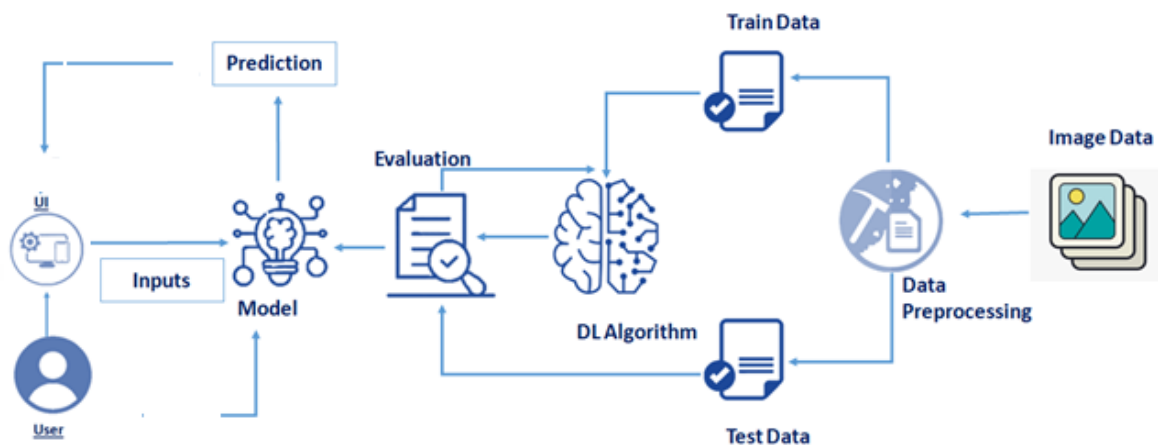 Train Data
Prediction
Image Data
Evaluation
UI
Inputs
Model
Data
Preprocessing
DL Algorithm
User
Test Data